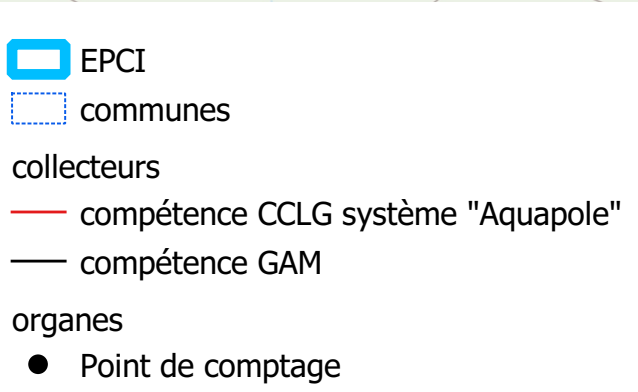 EPCI
communes
collecteurs
compétence CCLG système "Aquapole"
compétence GAM
organes
Point de comptage